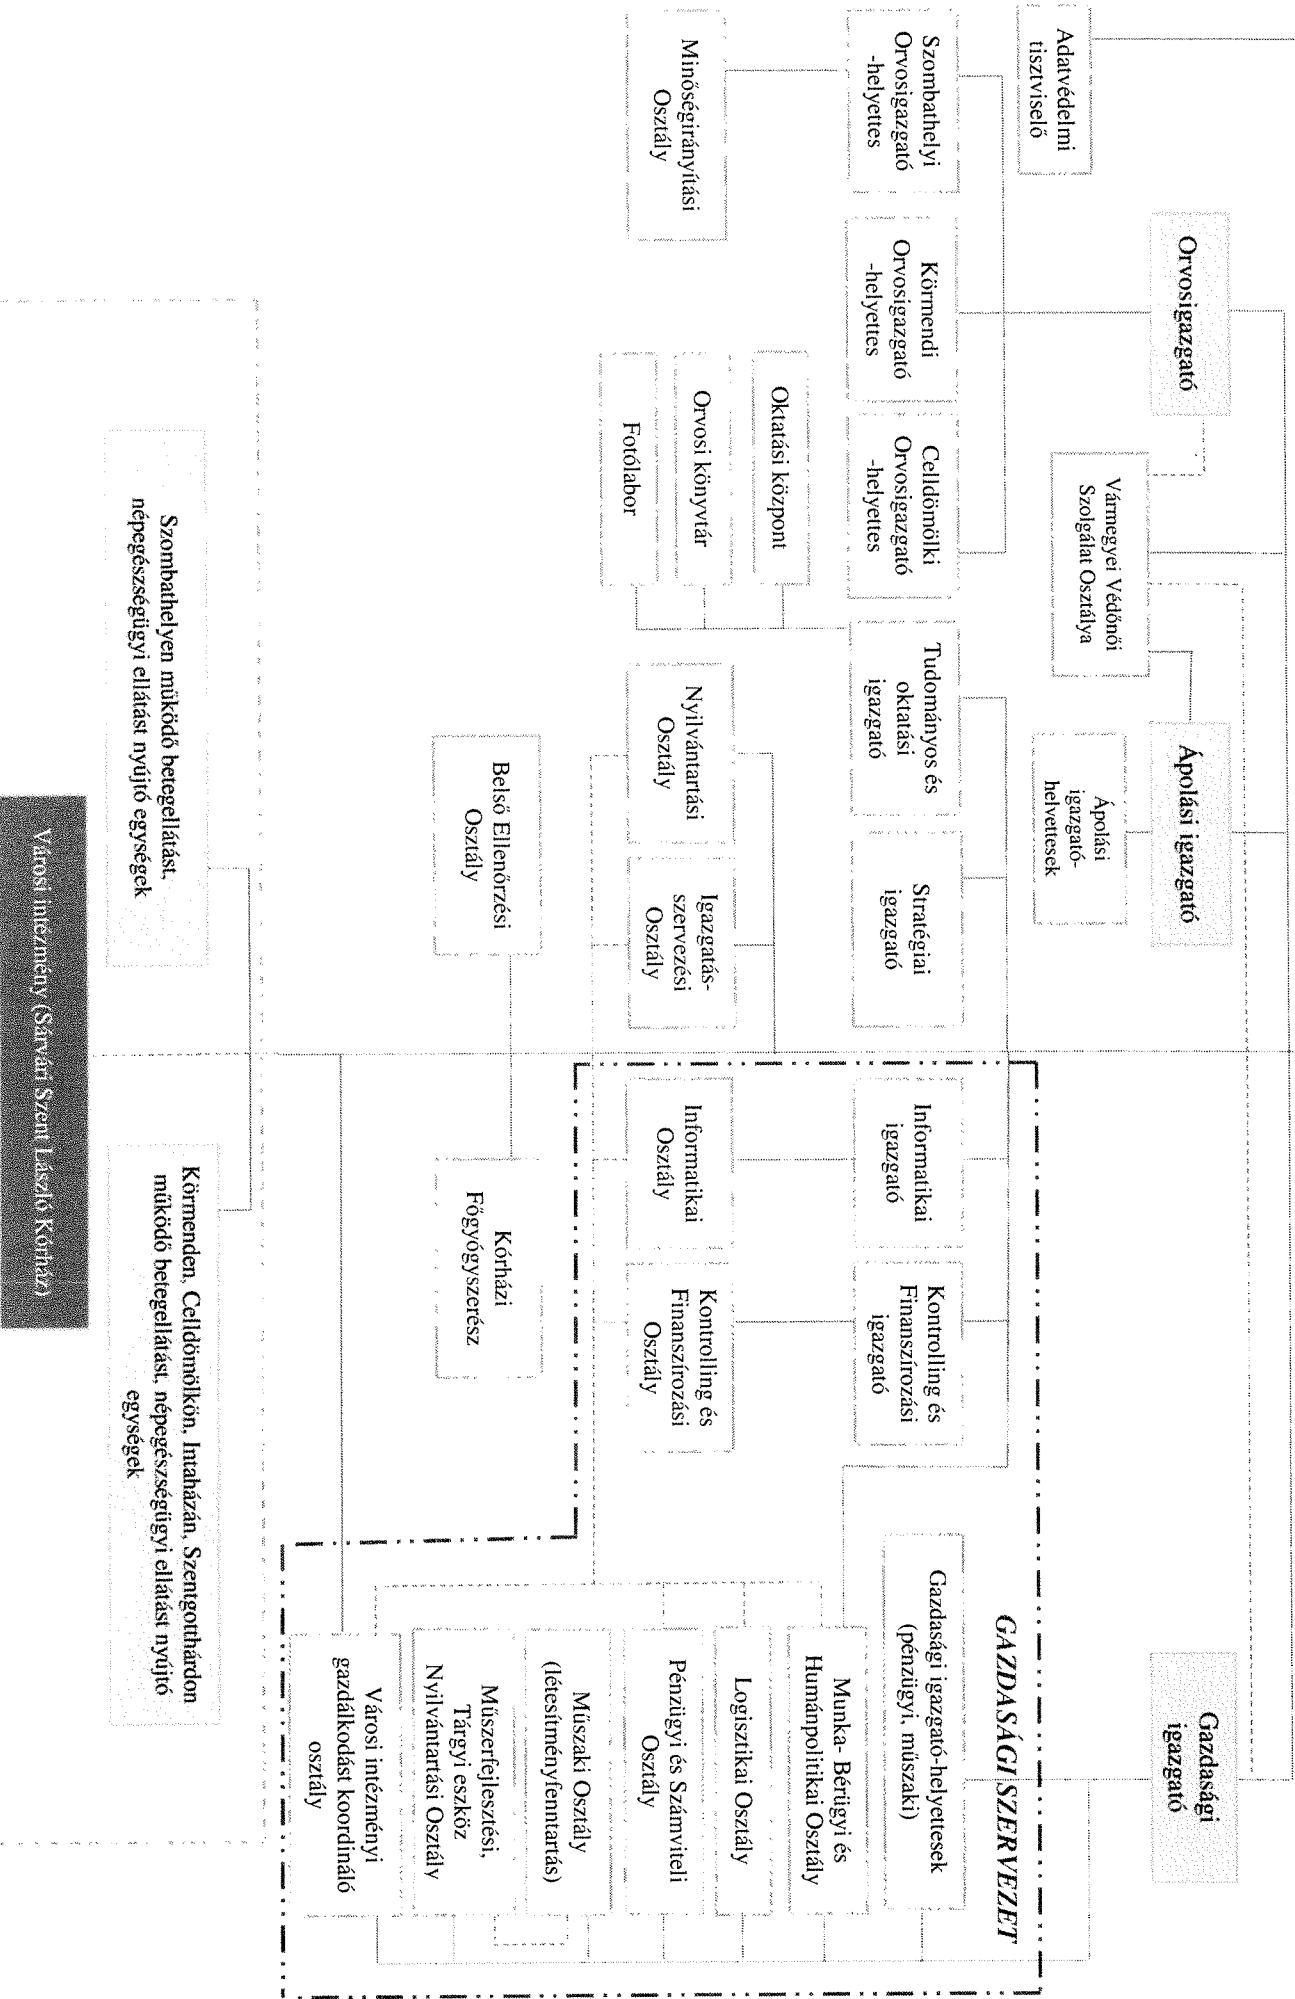 Adatvédelmi
tisztviselő
Orvosigazgató
Vármegyei Védőnői
Szolgálat Osztálya
Ápolási igazgató
Ápolási
igazgató-
helyettesek
Gazdasági
igazgató
Szombathelyi
Orvosigazgató
-helyettes
Körmendi
Orvosigazgató
-helyettes
Celldömölki
Orvosigazgató
-helyettes
Tudományos és
oktatási
igazgató
Stratégiai
igazgató
GAZDASÁGI SZERVEZET
Informatikai
igazgató
Kontrolling és
Finanszírozási
igazgató
Gazdasági igazgató-helyettesek
(pénzügyi, műszaki)
Minőségirányítási
Osztály
Oktatási központ
Orvosi könyvtár
Fotólabor
Nyilvántartási
Osztály
Igazgatás-
szervezési
Osztály
Informatikai
Osztály
Kontrolling és
Finanszírozási
Osztály
Munka- Bérügyi és
Humánpolitikai Osztály
Logisztikai Osztály
Pénzügyi és Számviteli
Osztály
Műszaki Osztály
(létesítményfenntartás)
Műszerfejlesztési,
Tárgyi eszköz
Nyilvántartási Osztály
Városi intézményi
gazdálkodást koordináló
osztály
Belső Ellenőrzési
Osztály
Kórházi
Főgyógyszerész
Szombathelyen működő betegellátást,
népegészségügyi ellátást nyújtó egységek
Körmenden, Celldömölkön, Intaházán, Szentgotthárdon
működő betegellátást, népegészségügyi ellátást nyújtó
egységek
Városi intézmény (Sárvári Szent László Kórház)